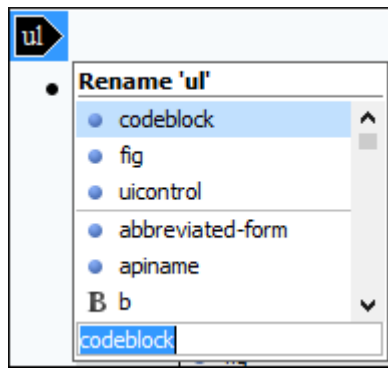 ul
Rename 'ul'
codeblock
fig
uicontrol
abbreviated-form
apiname
B b
codeblock